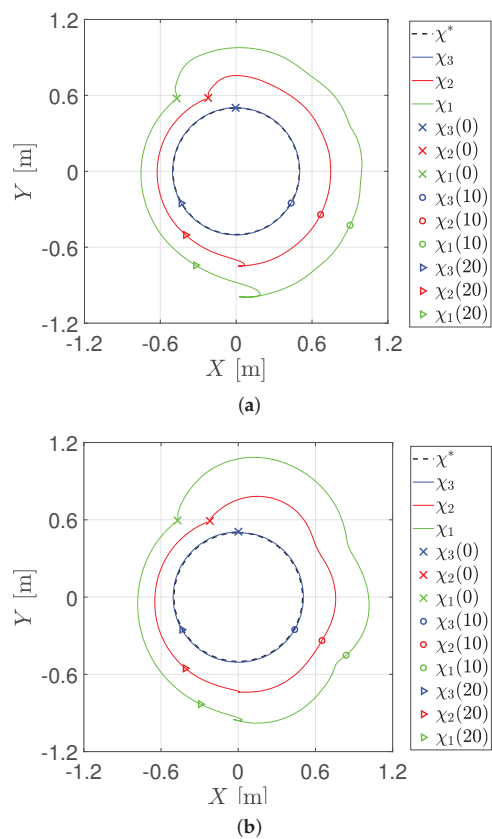 1.2
0.6
0
-0.6
-1.2
-1.2
-0.6
0
0.6
1.2
Y [m]
X [m]
χ*
χ₃
χ₂
χ₁
χ₃(0)
χ₂(0)
χ₁(0)
χ₃(10)
χ₂(10)
χ₁(10)
χ₃(20)
χ₂(20)
χ₁(20)
(a)
1.2
0.6
0
-0.6
-1.2
-1.2
-0.6
0
0.6
1.2
Y [m]
X [m]
χ*
χ₃
χ₂
χ₁
χ₃(0)
χ₂(0)
χ₁(0)
χ₃(10)
χ₂(10)
χ₁(10)
χ₃(20)
χ₂(20)
χ₁(20)
(b)